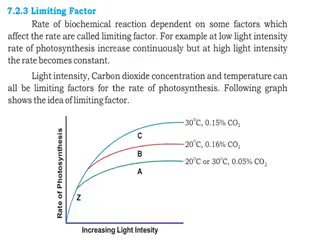 7.2.3 Limiting Factor
Rate of biochemical reaction dependent on some factors which
affect the rate are called limiting factor. For example at low light intensity
rate of photosynthesis increase continuously but at high light intensity
the rate becomes constant.
Light intensity, Carbon dioxide concentration and temperature can
all be limiting factors for the rate of photosynthesis. Following graph
shows the idea of limiting factor.
30°C, 0.15% CO₂
C
20°C, 0.16% CO₂
B
20°C or 30°C, 0.05% CO₂
A
Z
Rate of Photosynthesis
Increasing Light Intesity